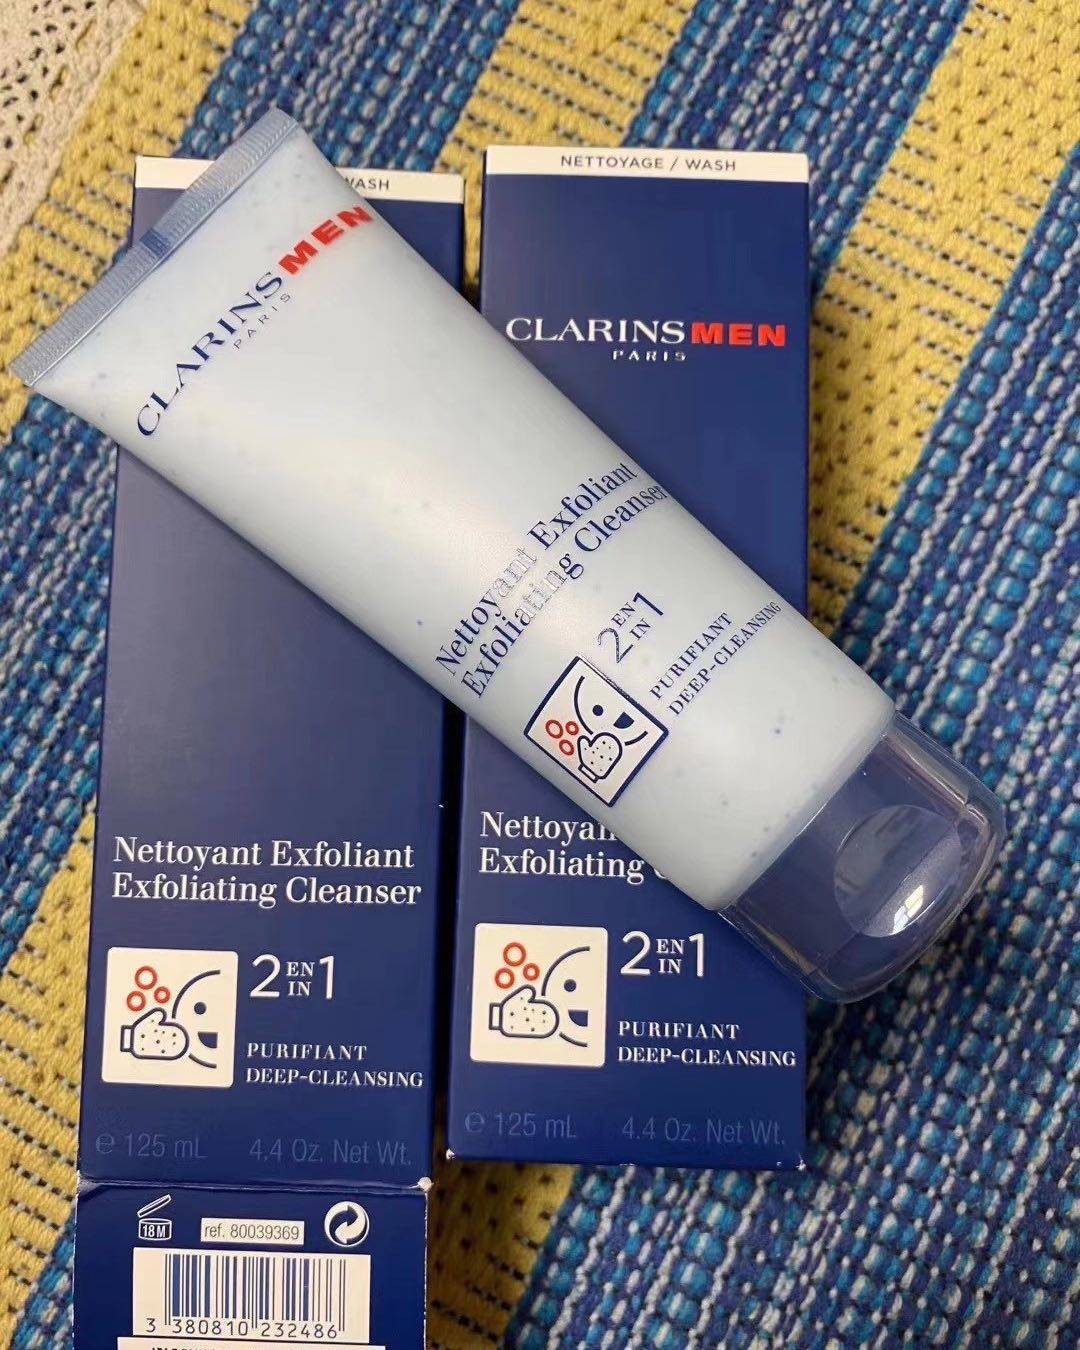 WASH
NETTOYAGE / WASH
CLARINSMEN
PARIS
CLARINSMEN
PARIS
Nettoyant Exfoliant
Exfoliating Cleanser
2 EN IN 1
PURIFIANT
DEEP-CLEANSING
Nettoyant Exfoliant
Exfoliating Cleanser
2 EN IN 1
PURIFIANT
DEEP-CLEANSING
℮ 125 mL 4.4 Oz. Net Wt.
Exfoliating
2 EN IN 1
PURIFIANT
DEEP-CLEANSING
℮ 125 mL 4.4 Oz. Net Wt.
18M
ref. 80039369
3 380810 232486